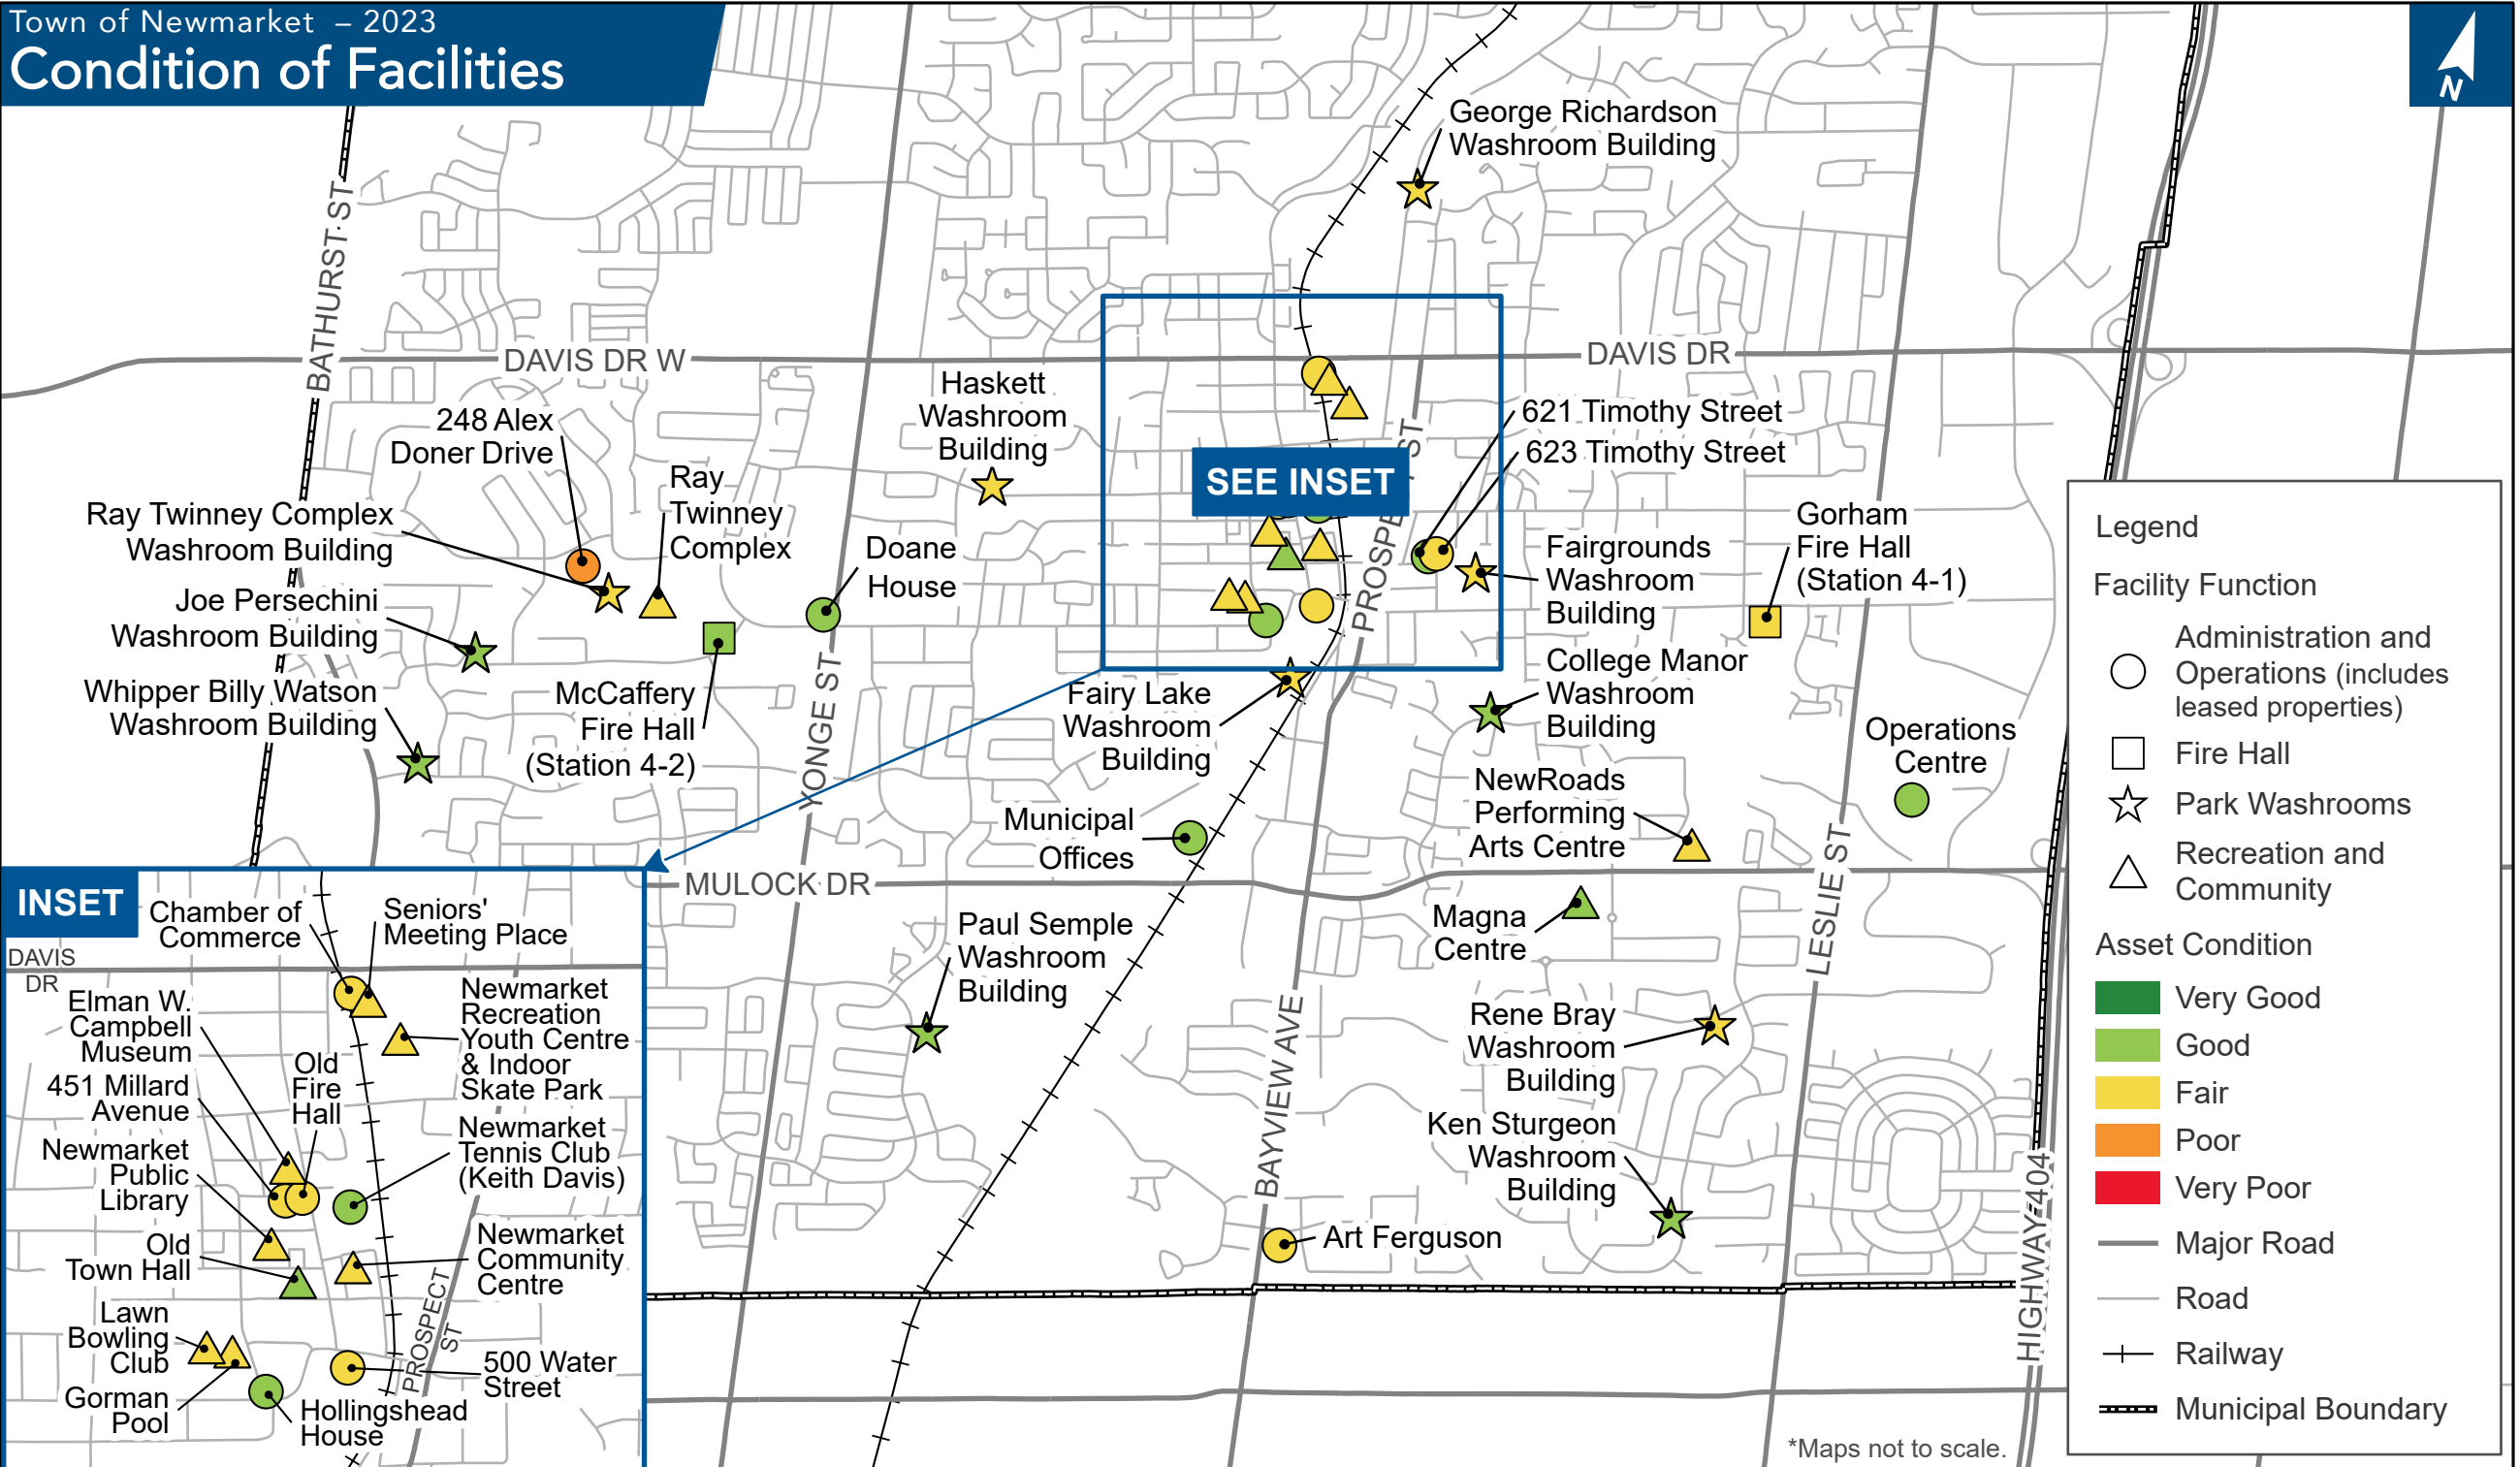 Town of Newmarket – 2023
Condition of Facilities
N
George Richardson
Washroom Building
BATHURST ST
DAVIS DR W
DAVIS DR
Haskett
Washroom
Building
248 Alex
Doner Drive
Ray
Twinney
Complex
Ray Twinney Complex
Washroom Building
Joe Persechini
Washroom Building
Whipper Billy Watson
Washroom Building
McCaffery
Fire Hall
(Station 4-2)
Doane
House
YONGE ST
SEE INSET
PROSPECT ST
621 Timothy Street
623 Timothy Street
Fairgrounds
Washroom
Building
Gorham
Fire Hall
(Station 4-1)
College Manor
Washroom
Building
Fairy Lake
Washroom
Building
Operations
Centre
NewRoads
Performing
Arts Centre
Municipal
Offices
MULOCK DR
Magna
Centre
LESLIE ST
Paul Semple
Washroom
Building
Rene Bray
Washroom
Building
BAYVIEW AVE
Ken Sturgeon
Washroom
Building
Art Ferguson
HIGHWAY 404
*Maps not to scale.
INSET
Chamber of
Commerce
Seniors'
Meeting Place
DAVIS
DR
Elman W.
Campbell
Museum
Newmarket
Recreation
Youth Centre
& Indoor
Skate Park
451 Millard
Avenue
Old
Fire
Hall
Newmarket
Public
Library
Newmarket
Tennis Club
(Keith Davis)
Old
Town Hall
Newmarket
Community
Centre
Lawn
Bowling
Club
PROSPECT
ST
500 Water
Street
Gorman
Pool
Hollingshead
House
Legend
Facility Function
Administration and
Operations (includes
leased properties)
Fire Hall
Park Washrooms
Recreation and
Community
Asset Condition
Very Good
Good
Fair
Poor
Very Poor
Major Road
Road
Railway
Municipal Boundary